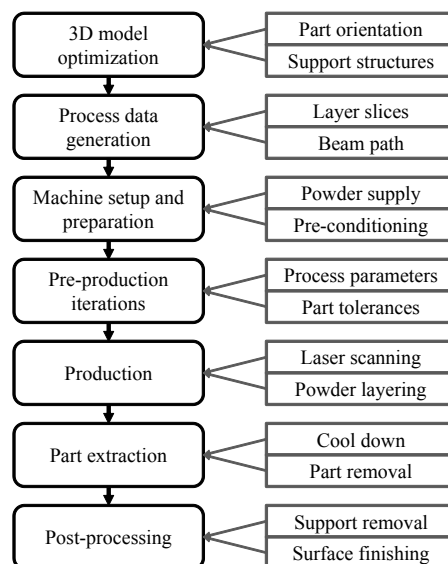 3D model
optimization
Part orientation
Support structures
Process data
generation
Layer slices
Beam path
Machine setup and
preparation
Powder supply
Pre-conditioning
Pre-production
iterations
Process parameters
Part tolerances
Production
Laser scanning
Powder layering
Part extraction
Cool down
Part removal
Post-processing
Support removal
Surface finishing